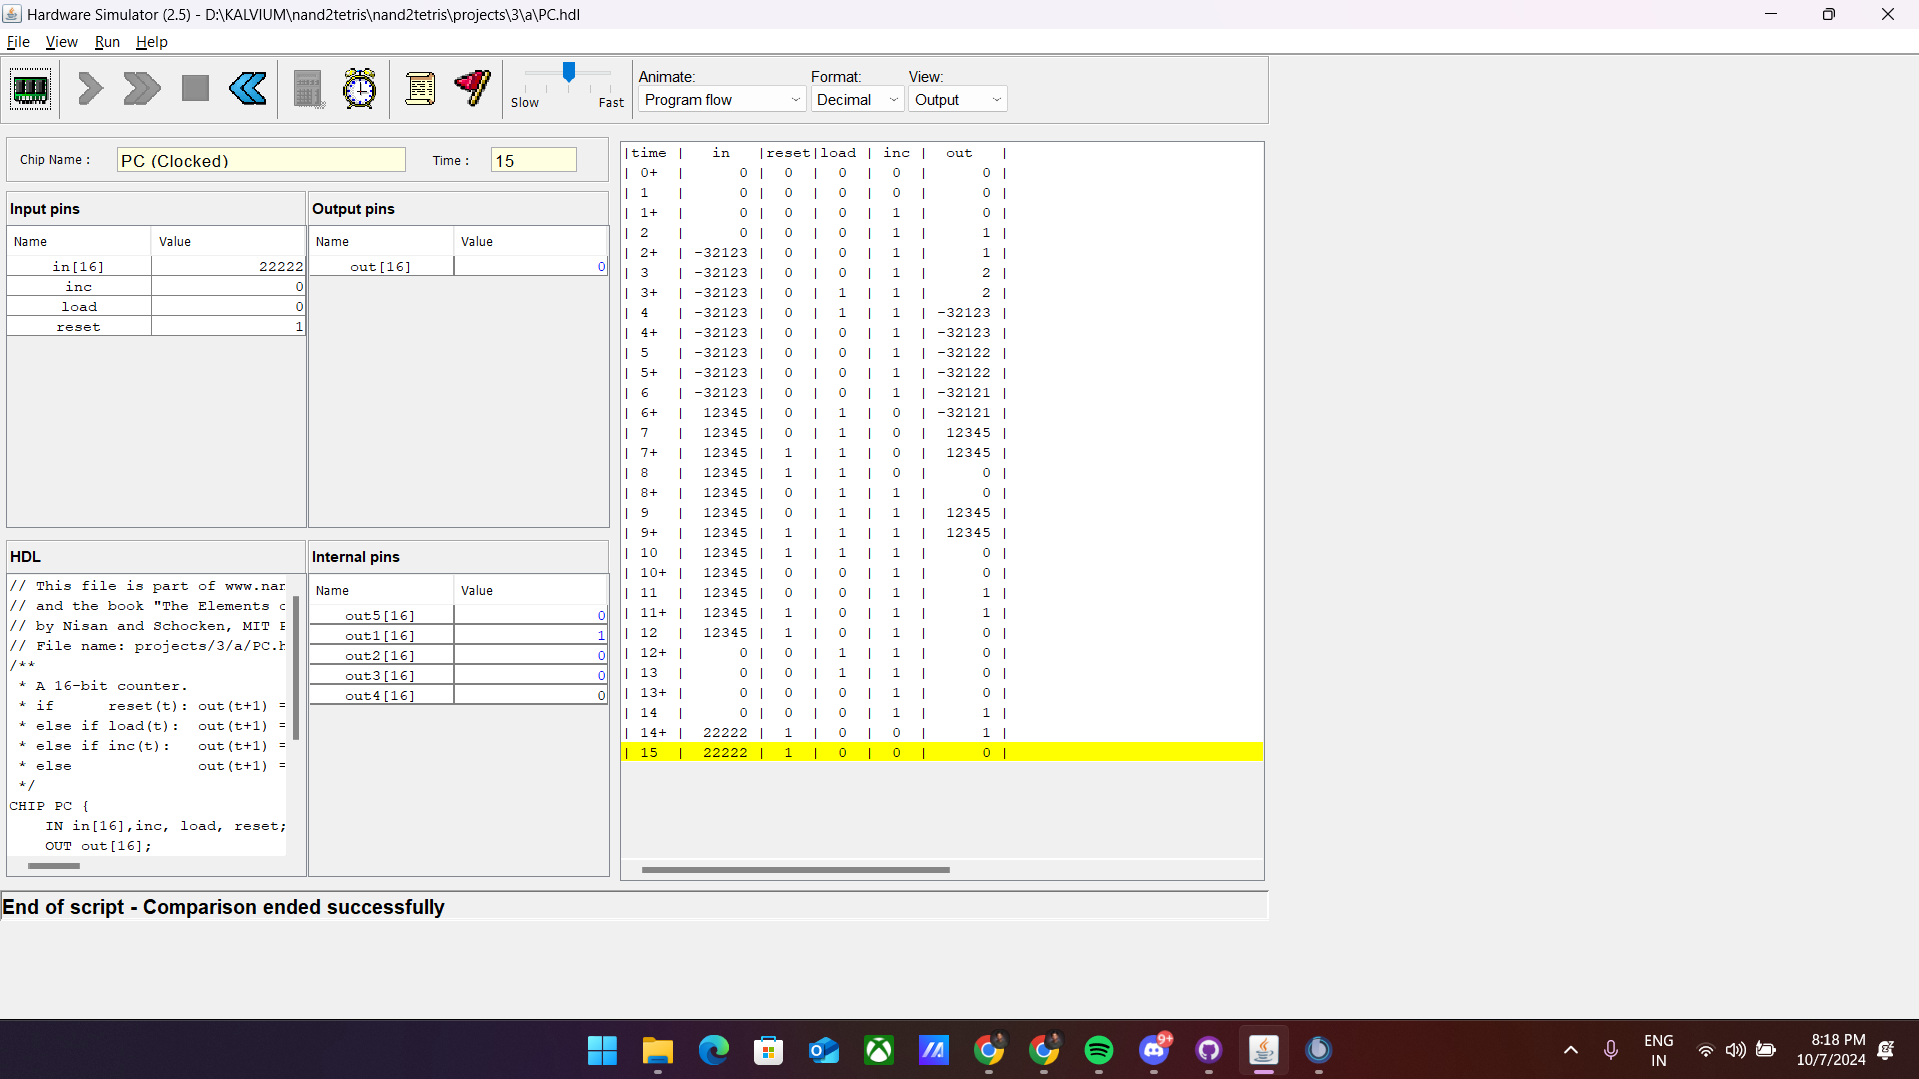 Hardware Simulator (2.5) - D:\KALVIUM\nand2tetris\nand2tetris\projects\3\a\PC.hdl
File View Run Help
Slow Fast
Animate: Format: View:
Program flow Decimal Output
Chip Name : PC (Clocked) Time : 15
Input pins
Name Value
in[16] 22222
inc 0
load 0
reset 1
Output pins
Name Value
out[16] 0
HDL
// This file is part of www.nan
// and the book "The Elements o
// by Nisan and Schocken, MIT P
// File name: projects/3/a/PC.h
/**
* A 16-bit counter.
* if reset(t): out(t+1) =
* else if load(t): out(t+1) =
* else if inc(t): out(t+1) =
* else out(t+1) =
*/
CHIP PC {
IN in[16],inc, load, reset;
OUT out[16];
Internal pins
Name Value
out5[16] 0
out1[16] 1
out2[16] 0
out3[16] 0
out4[16] 0
|time | in |reset|load | inc | out |
| 0+ | 0 | 0 | 0 | 0 | 0 |
| 1 | 0 | 0 | 0 | 0 | 0 |
| 1+ | 0 | 0 | 0 | 1 | 0 |
| 2 | 0 | 0 | 0 | 1 | 1 |
| 2+ | -32123 | 0 | 0 | 1 | 1 |
| 3 | -32123 | 0 | 0 | 1 | 2 |
| 3+ | -32123 | 0 | 1 | 1 | 2 |
| 4 | -32123 | 0 | 1 | 1 | -32123 |
| 4+ | -32123 | 0 | 0 | 1 | -32123 |
| 5 | -32123 | 0 | 0 | 1 | -32122 |
| 5+ | -32123 | 0 | 0 | 1 | -32122 |
| 6 | -32123 | 0 | 0 | 1 | -32121 |
| 6+ | 12345 | 0 | 1 | 0 | -32121 |
| 7 | 12345 | 0 | 1 | 0 | 12345 |
| 7+ | 12345 | 1 | 1 | 0 | 12345 |
| 8 | 12345 | 1 | 1 | 0 | 0 |
| 8+ | 12345 | 0 | 1 | 1 | 0 |
| 9 | 12345 | 0 | 1 | 1 | 12345 |
| 9+ | 12345 | 1 | 1 | 1 | 12345 |
| 10 | 12345 | 1 | 1 | 1 | 0 |
| 10+ | 12345 | 0 | 0 | 1 | 0 |
| 11 | 12345 | 0 | 0 | 1 | 1 |
| 11+ | 12345 | 1 | 0 | 1 | 1 |
| 12 | 12345 | 1 | 0 | 1 | 0 |
| 12+ | 0 | 0 | 1 | 1 | 0 |
| 13 | 0 | 0 | 1 | 1 | 0 |
| 13+ | 0 | 0 | 0 | 1 | 0 |
| 14 | 0 | 0 | 0 | 1 | 1 |
| 14+ | 22222 | 1 | 0 | 0 | 1 |
| 15 | 22222 | 1 | 0 | 0 | 0 |
End of script - Comparison ended successfully
9+
ENG
IN
8:18 PM
10/7/2024